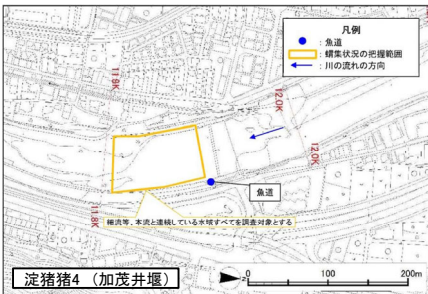 凡例
:魚道
:蝟集状況の把握範囲
:川の流れの方向
11.9K
12.0K
12.0K
魚道
11.8K
細流等、本流と連続している水域すべてを調査対象とする
淀猪猪4 (加茂井堰)
N
0 100 200m